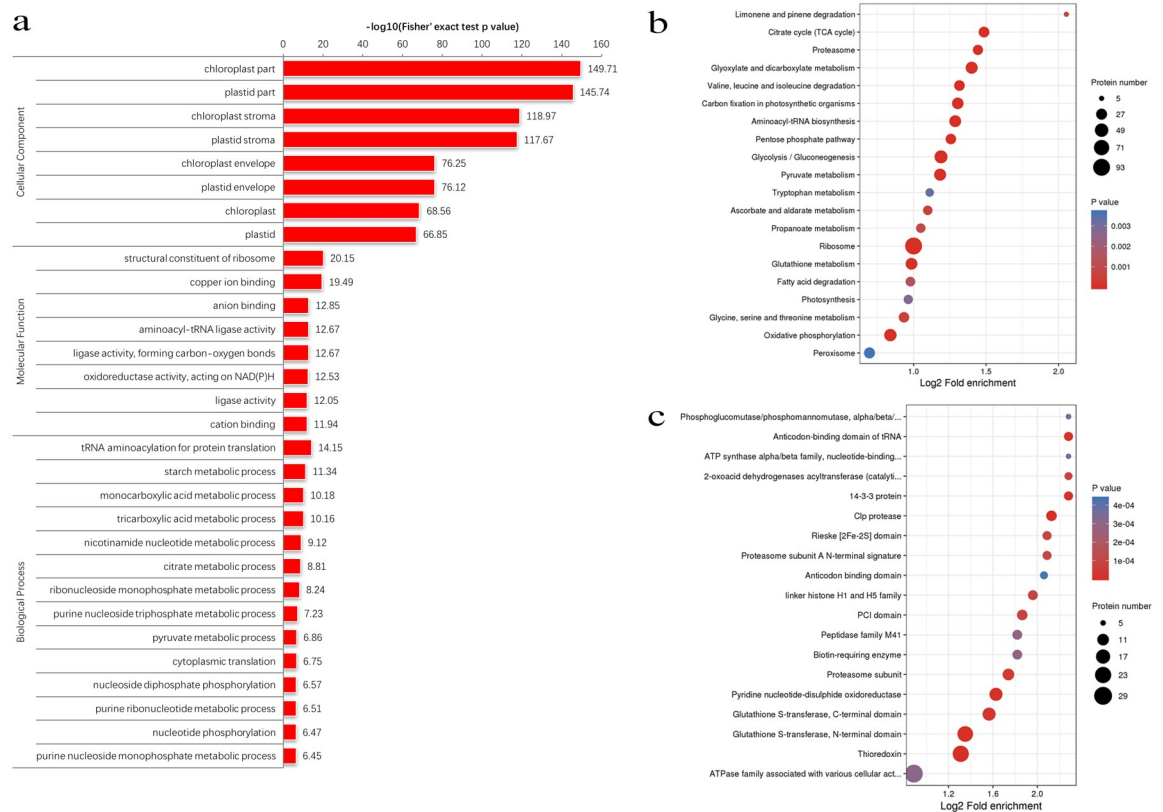 a
-log10(Fisher' exact test p value)
0 20 40 60 80 100 120 140 160
Cellular Component
chloroplast part 149.71
plastid part 145.74
chloroplast stroma 118.97
plastid stroma 117.67
chloroplast envelope 76.25
plastid envelope 76.12
chloroplast 68.56
plastid 66.85
Molecular Function
structural constituent of ribosome 20.15
copper ion binding 19.49
anion binding 12.85
aminoacyl-tRNA ligase activity 12.67
ligase activity, forming carbon-oxygen bonds 12.67
oxidoreductase activity, acting on NAD(P)H 12.53
ligase activity 12.05
cation binding 11.94
Biological Process
tRNA aminoacylation for protein translation 14.15
starch metabolic process 11.34
monocarboxylic acid metabolic process 10.18
tricarboxylic acid metabolic process 10.16
nicotinamide nucleotide metabolic process 9.12
citrate metabolic process 8.81
ribonucleoside monophosphate metabolic process 8.24
purine nucleoside triphosphate metabolic process 7.23
pyruvate metabolic process 6.86
cytoplasmic translation 6.75
nucleoside diphosphate phosphorylation 6.57
purine ribonucleotide metabolic process 6.51
nucleotide phosphorylation 6.47
purine nucleoside monophosphate metabolic process 6.45
b
Limonene and pinene degradation
Citrate cycle (TCA cycle)
Proteasome
Glyoxylate and dicarboxylate metabolism
Valine, leucine and isoleucine degradation
Carbon fixation in photosynthetic organisms
Aminoacyl-tRNA biosynthesis
Pentose phosphate pathway
Glycolysis / Gluconeogenesis
Pyruvate metabolism
Tryptophan metabolism
Ascorbate and aldarate metabolism
Propanoate metabolism
Ribosome
Glutathione metabolism
Fatty acid degradation
Photosynthesis
Glycine, serine and threonine metabolism
Oxidative phosphorylation
Peroxisome
1.0 1.5 2.0
Log2 Fold enrichment
Protein number
5
27
49
71
93
P value
0.003
0.002
0.001
c
Phosphoglucomutase/phosphomannomutase, alpha/beta/...
Anticodon-binding domain of tRNA
ATP synthase alpha/beta family, nucleotide-binding...
2-oxoacid dehydrogenases acyltransferase (catalyti...
14-3-3 protein
Clp protease
Rieske [2Fe-2S] domain
Proteasome subunit A N-terminal signature
Anticodon binding domain
linker histone H1 and H5 family
PCI domain
Peptidase family M41
Biotin-requiring enzyme
Proteasome subunit
Pyridine nucleotide-disulphide oxidoreductase
Glutathione S-transferase, C-terminal domain
Glutathione S-transferase, N-terminal domain
Thioredoxin
ATPase family associated with various cellular act...
1.2 1.6 2.0
Log2 Fold enrichment
P value
4e-04
3e-04
2e-04
1e-04
Protein number
5
11
17
23
29